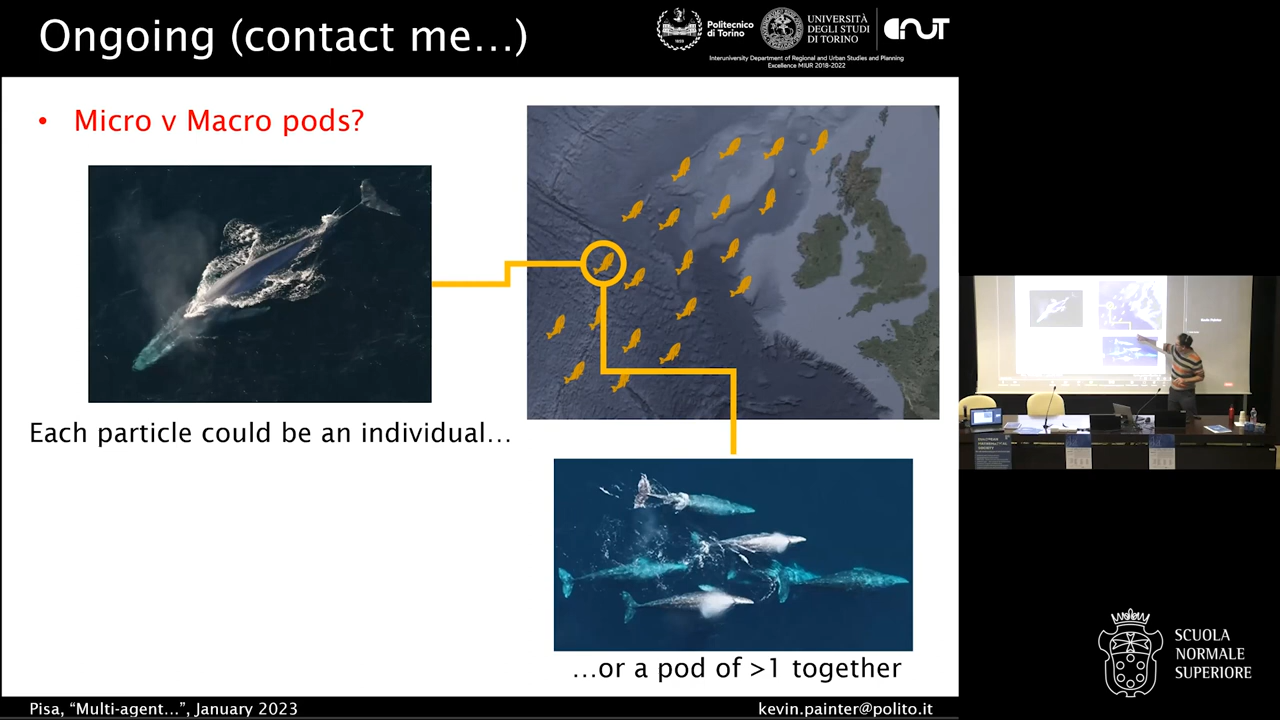 Ongoing (contact me...)
Politecnico
di Torino
1859
UNIVERSITÀ
DEGLI STUDI
DI TORINO
Interuniversity Department of Regional and Urban Studies and Planning
Excellence MIUR 2018-2022
• Micro v Macro pods?
Each particle could be an individual...
...or a pod of >1 together
Pisa, “Multi-agent...”, January 2023
kevin.painter@polito.it
SCUOLA
NORMALE
SUPERIORE